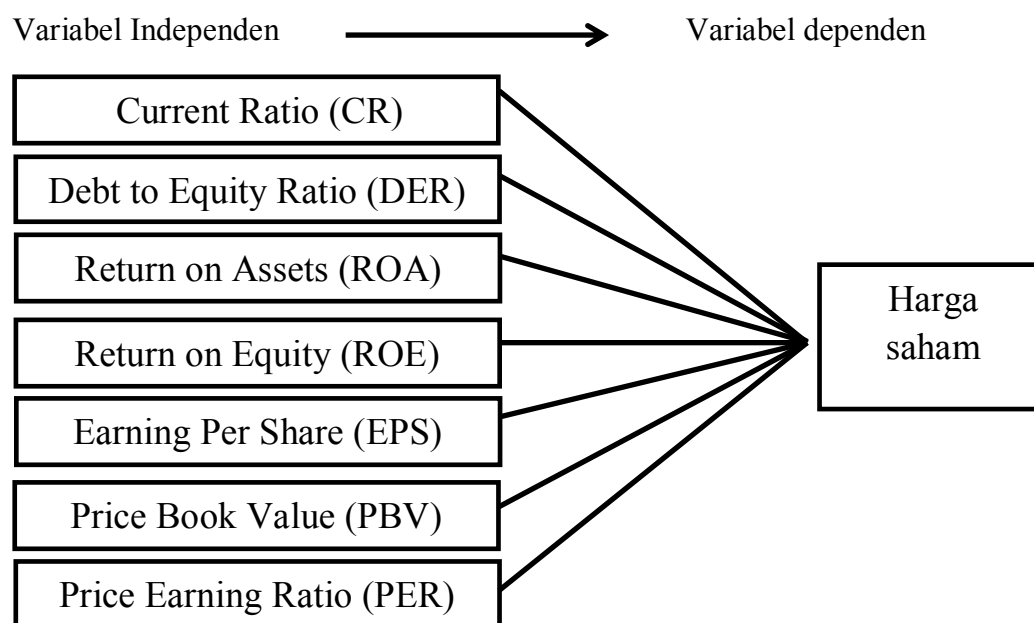 Variabel Independen
Variabel dependen
Current Ratio (CR)
Debt to Equity Ratio (DER)
Return on Assets (ROA)
Return on Equity (ROE)
Earning Per Share (EPS)
Price Book Value (PBV)
Price Earning Ratio (PER)
Harga
saham